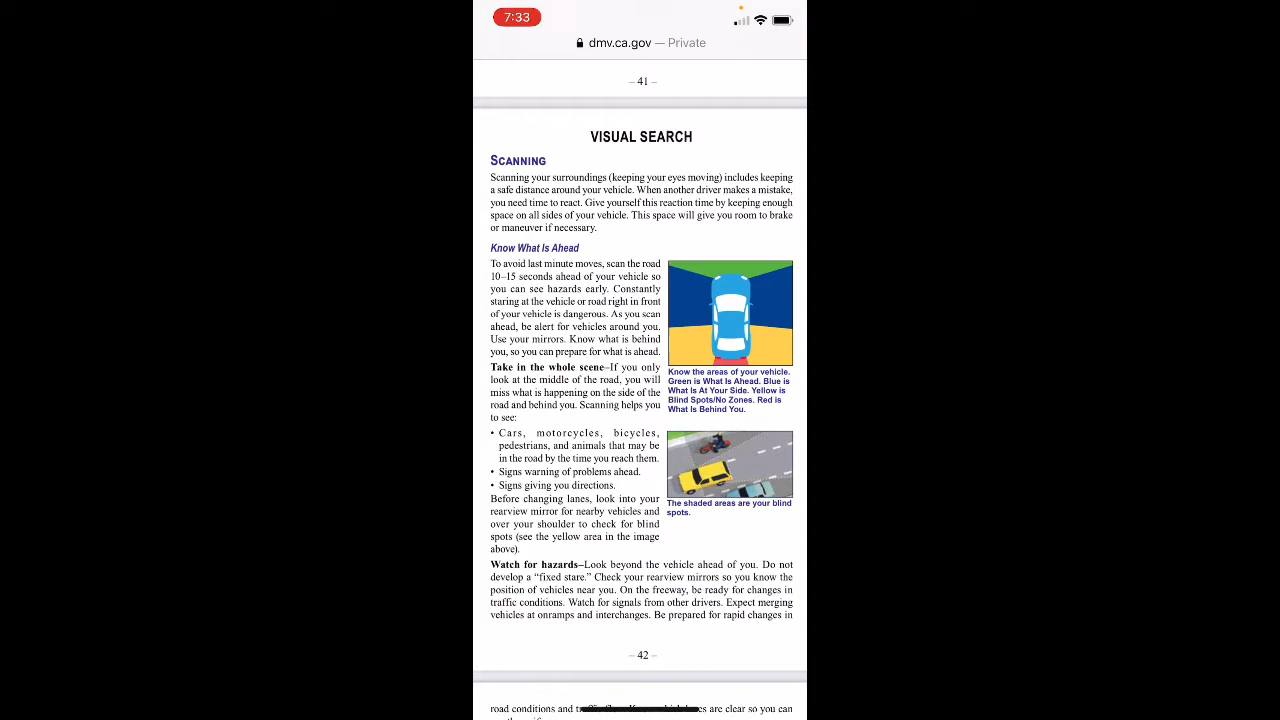 7:33
dmv.ca.gov — Private
– 41 –
VISUAL SEARCH
SCANNING
Scanning your surroundings (keeping your eyes moving) includes keeping
a safe distance around your vehicle. When another driver makes a mistake,
you need time to react. Give yourself this reaction time by keeping enough
space on all sides of your vehicle. This space will give you room to brake
or maneuver if necessary.
Know What Is Ahead
To avoid last minute moves, scan the road
10–15 seconds ahead of your vehicle so
you can see hazards early. Constantly
staring at the vehicle or road right in front
of your vehicle is dangerous. As you scan
ahead, be alert for vehicles around you.
Use your mirrors. Know what is behind
you, so you can prepare for what is ahead.
Take in the whole scene–If you only
look at the middle of the road, you will
miss what is happening on the side of the
road and behind you. Scanning helps you
to see:
• Cars, motorcycles, bicycles,
pedestrians, and animals that may be
in the road by the time you reach them.
• Signs warning of problems ahead.
• Signs giving you directions.
Before changing lanes, look into your
rearview mirror for nearby vehicles and
over your shoulder to check for blind
spots (see the yellow area in the image
above).
Know the areas of your vehicle.
Green is What Is Ahead. Blue is
What Is At Your Side. Yellow is
Blind Spots/No Zones. Red is
What Is Behind You.
The shaded areas are your blind
spots.
Watch for hazards–Look beyond the vehicle ahead of you. Do not
develop a “fixed stare.” Check your rearview mirrors so you know the
position of vehicles near you. On the freeway, be ready for changes in
traffic conditions. Watch for signals from other drivers. Expect merging
vehicles at onramps and interchanges. Be prepared for rapid changes in
– 42 –
road conditions and are clear so you can